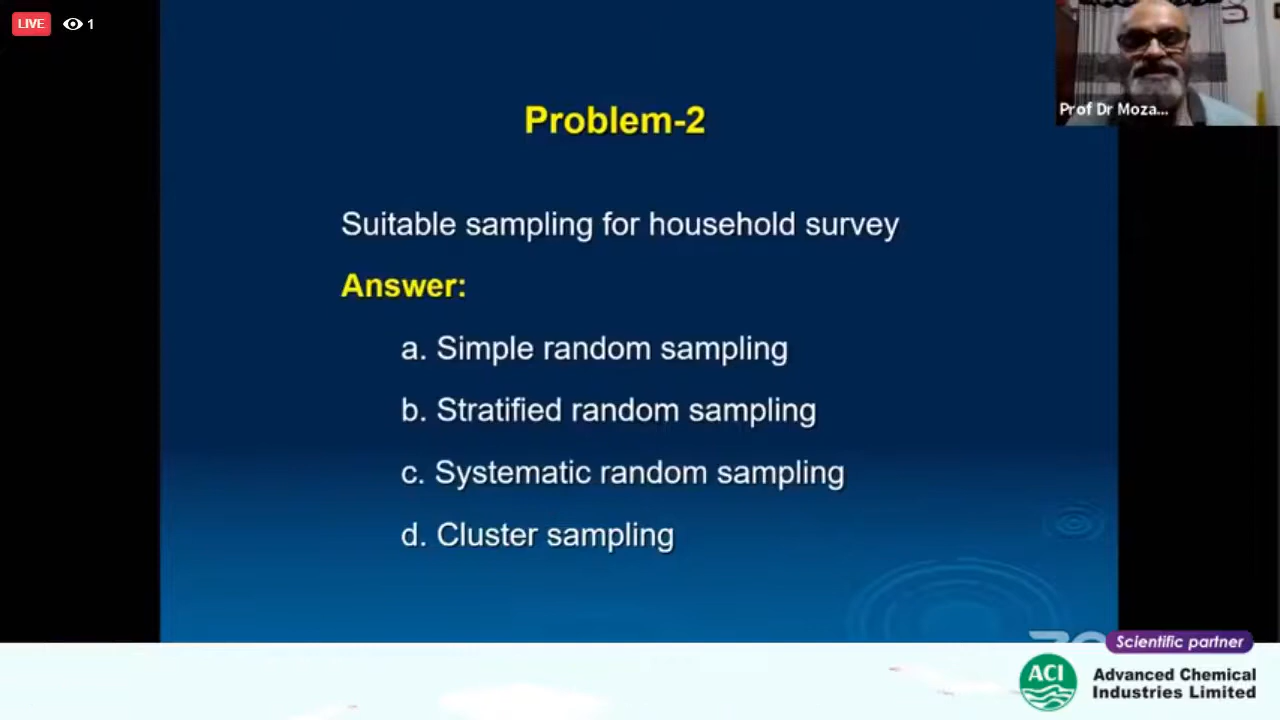 LIVE
1
Prof Dr Moza...
Problem-2
Suitable sampling for household survey
Answer:
a. Simple random sampling
b. Stratified random sampling
c. Systematic random sampling
d. Cluster sampling
Scientific partner
ACI
Advanced Chemical
Industries Limited